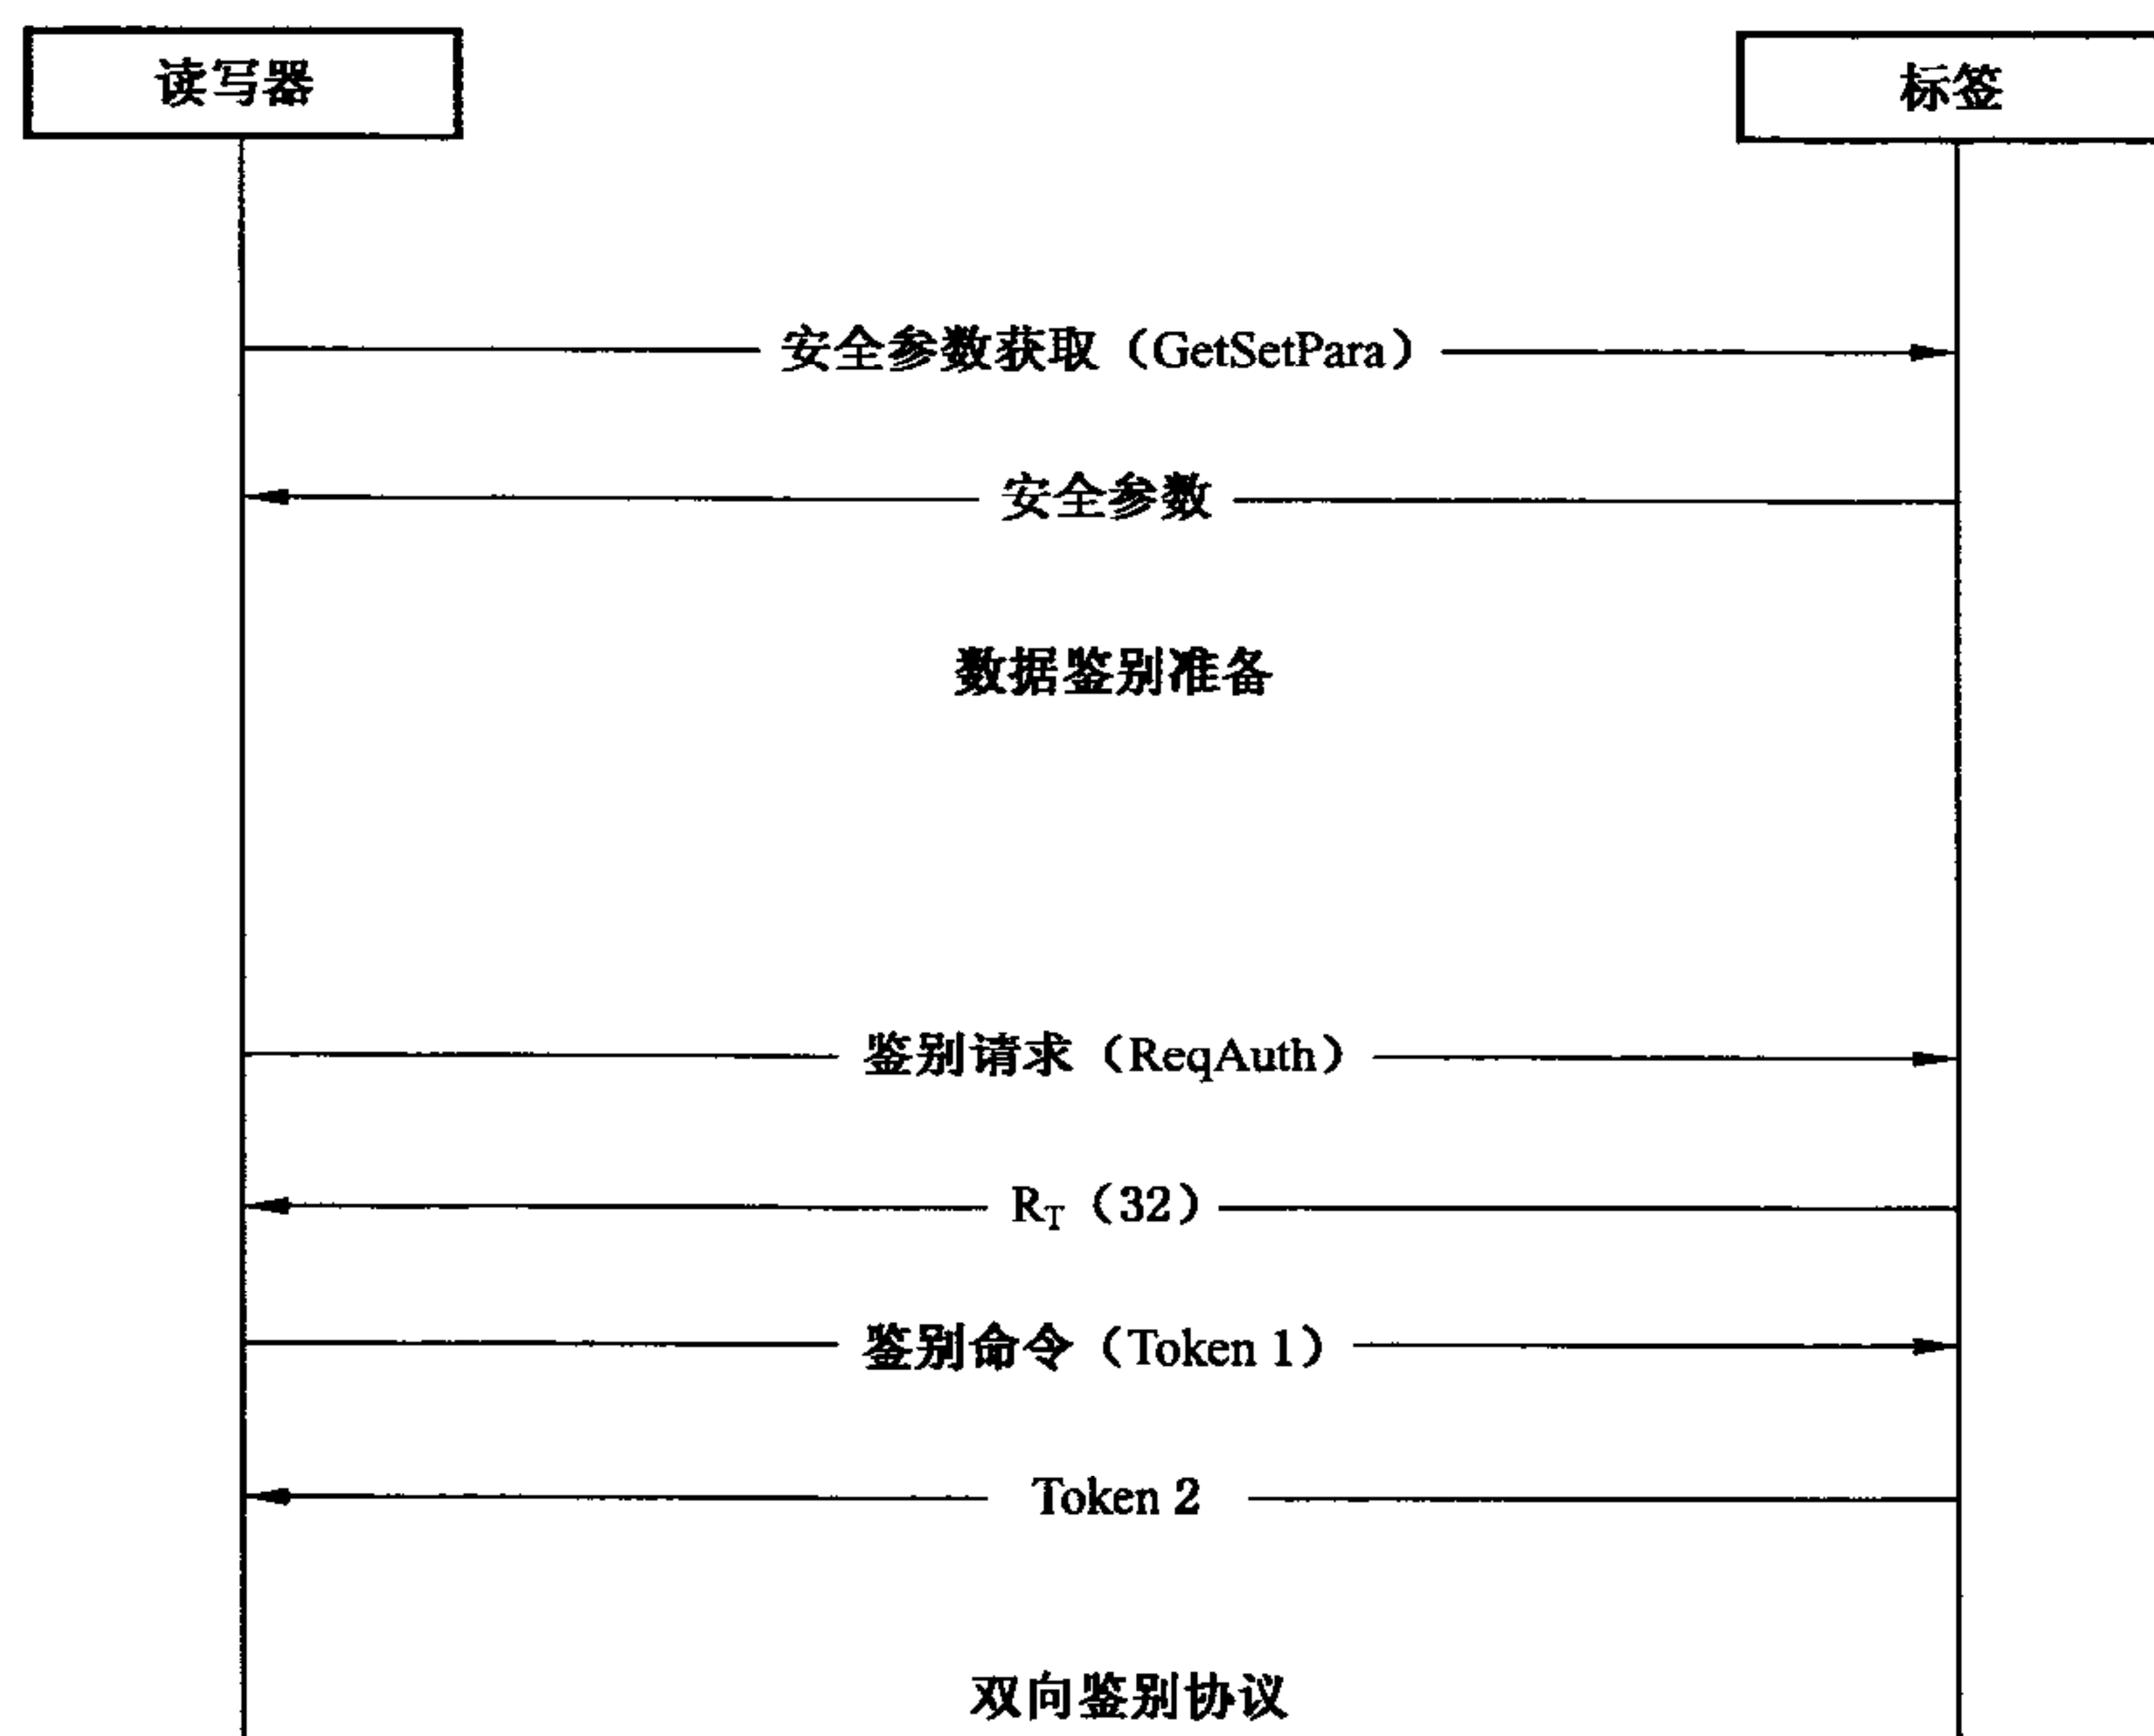 读写器
标签
安全参数获取（GetSetPara）
安全参数
数据鉴别准备
鉴别请求（ReqAuth）
R_T（32）
鉴别命令（Token 1）
Token 2
双向鉴别协议